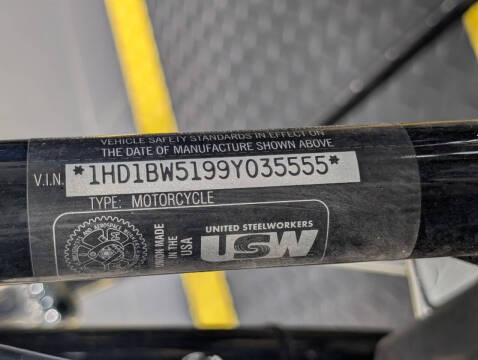 VEHICLE SAFETY STANDARDS IN EFFECT ON
THE DATE OF MANUFACTURE SHOWN ABOVE
V.I.N. *1HD1BW5199Y035555*
TYPE: MOTORCYCLE
UNION MADE
IN THE
USA
UNITED STEELWORKERS
USW